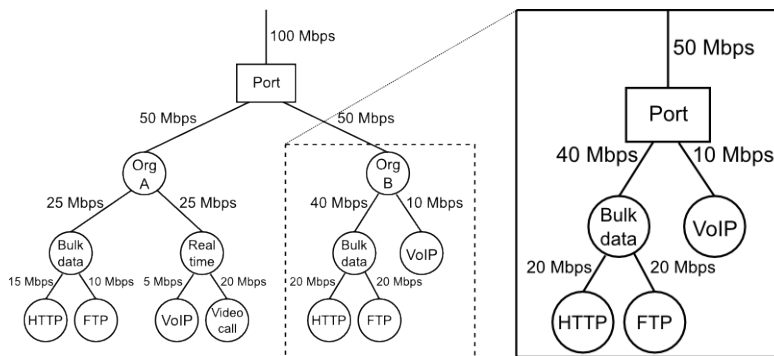 100 Mbps
Port
50 Mbps
50 Mbps
Org
A
Org
B
25 Mbps
25 Mbps
40 Mbps
10 Mbps
Bulk
data
Real
time
Bulk
data
VoIP
15 Mbps
10 Mbps
5 Mbps
20 Mbps
20 Mbps
20 Mbps
HTTP
FTP
VoIP
Video
call
HTTP
FTP
50 Mbps
Port
40 Mbps
10 Mbps
Bulk
data
VoIP
20 Mbps
20 Mbps
HTTP
FTP